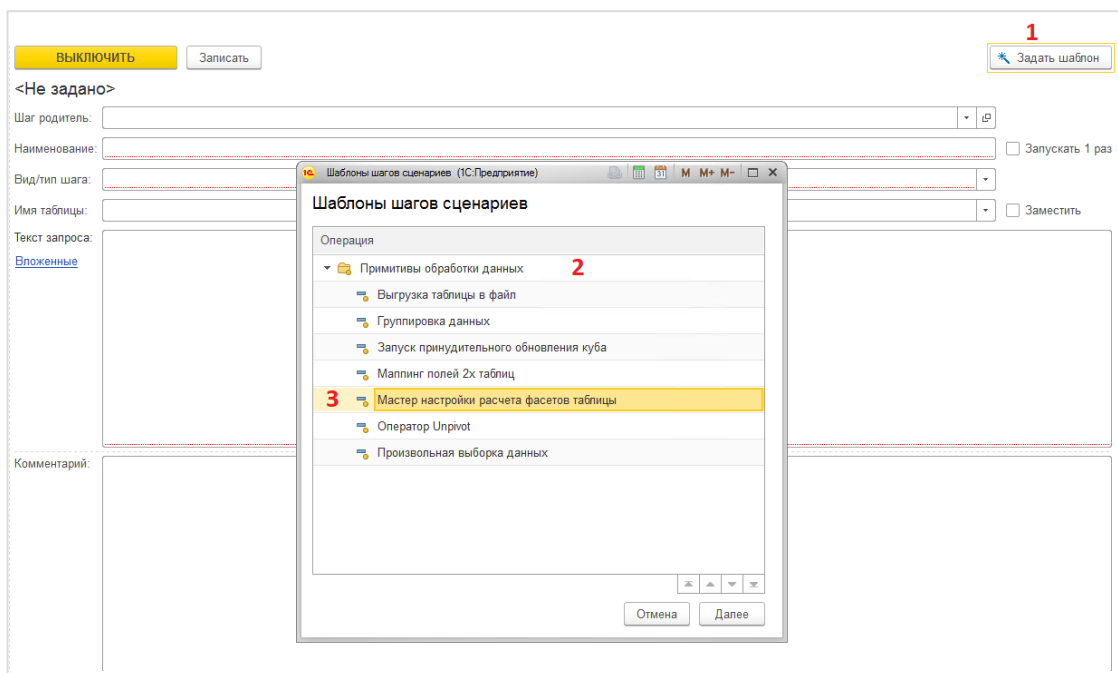 1
ВЫКЛЮЧИТЬ Записать Задать шаблон
<Не задано>
Шаг родитель:
Наименование: Запускать 1 раз
Вид/тип шага:
Имя таблицы: Заместить
Текст запроса:
Вложенные
Комментарий:
1С Шаблоны шагов сценариев (1С:Предприятие) 31 M M+ M-
Шаблоны шагов сценариев
Операция
Примитивы обработки данных 2
Выгрузка таблицы в файл
Группировка данных
Запуск принудительного обновления куба
Маппинг полей 2х таблиц
3 Мастер настройки расчета фасетов таблицы
Оператор Unpivot
Произвольная выборка данных
Отмена Далее